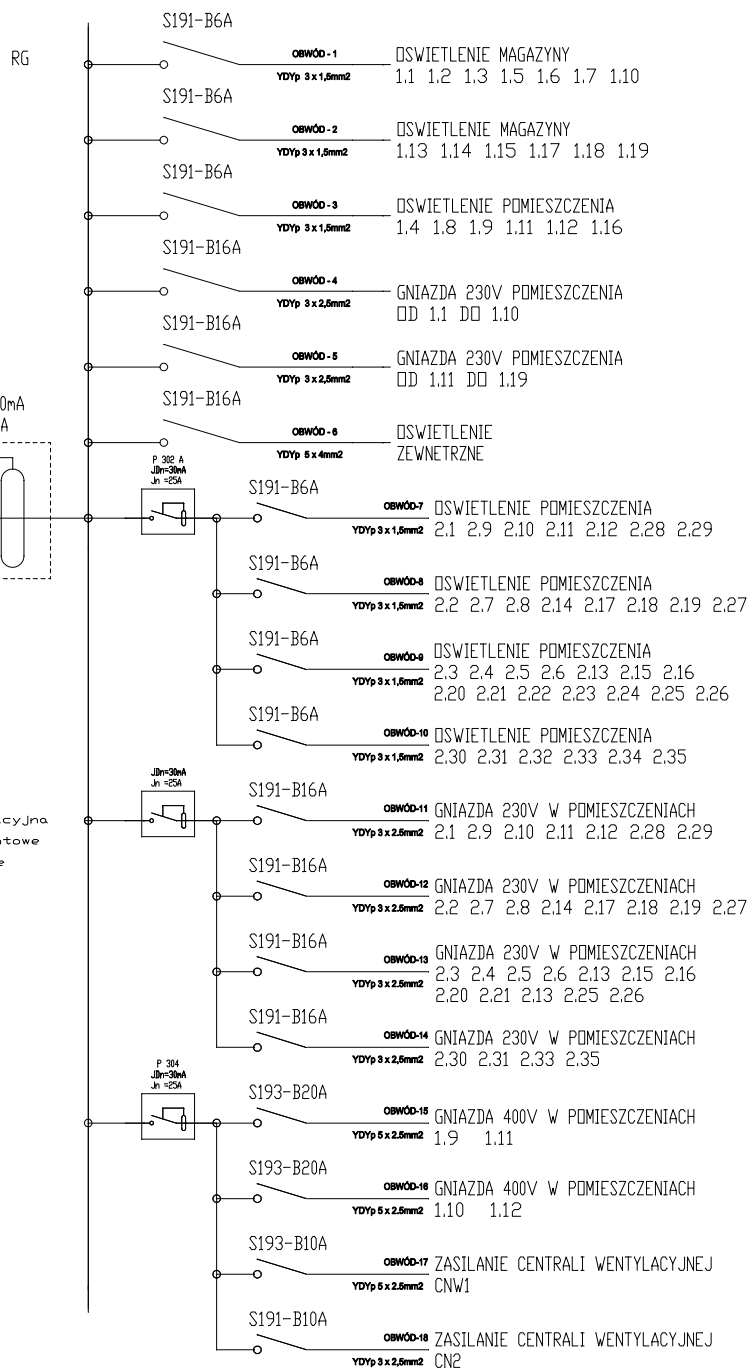 RG
S191-B6A
OBWÓD - 1
YDYp 3 x 1,5mm2
OSWIETLENIE MAGAZYNY
1.1 1.2 1.3 1.5 1.6 1.7 1.10
S191-B6A
OBWÓD - 2
YDYp 3 x 1,5mm2
OSWIETLENIE MAGAZYNY
1.13 1.14 1.15 1.17 1.18 1.19
S191-B6A
OBWÓD - 3
YDYp 3 x 1,5mm2
OSWIETLENIE POMIESZCZENIA
1.4 1.8 1.9 1.11 1.12 1.16
S191-B16A
OBWÓD - 4
YDYp 3 x 2,5mm2
GNIAZDA 230V POMIESZCZENIA
OD 1.1 DO 1.10
S191-B16A
OBWÓD - 5
YDYp 3 x 2,5mm2
GNIAZDA 230V POMIESZCZENIA
OD 1.11 DO 1.19
S191-B16A
OBWÓD - 6
YDYp 5 x 4mm2
OSWIETLENIE
ZEWNETRZNE
0mA
A
P 302 A
JDn=30mA
Jn =25A
S191-B6A
OBWÓD-7
YDYp 3 x 1,5mm2
OSWIETLENIE POMIESZCZENIA
2.1 2.9 2.10 2.11 2.12 2.28 2.29
S191-B6A
OBWÓD-8
YDYp 3 x 1,5mm2
OSWIETLENIE POMIESZCZENIA
2.2 2.7 2.8 2.14 2.17 2.18 2.19 2.27
S191-B6A
OBWÓD-9
YDYp 3 x 1,5mm2
OSWIETLENIE POMIESZCZENIA
2.3 2.4 2.5 2.6 2.13 2.15 2.16
2.20 2.21 2.22 2.23 2.24 2.25 2.26
S191-B6A
OBWÓD-10
YDYp 3 x 1,5mm2
OSWIETLENIE POMIESZCZENIA
2.30 2.31 2.32 2.33 2.34 2.35
cyjna
towe
e
JDn=30mA
Jn =25A
S191-B16A
OBWÓD-11
YDYp 3 x 2.5mm2
GNIAZDA 230V W POMIESZCZENIACH
2.1 2.9 2.10 2.11 2.12 2.28 2.29
S191-B16A
OBWÓD-12
YDYp 3 x 2.5mm2
GNIAZDA 230V W POMIESZCZENIACH
2.2 2.7 2.8 2.14 2.17 2.18 2.19 2.27
S191-B16A
OBWÓD-13
YDYp 3 x 2.5mm2
GNIAZDA 230V W POMIESZCZENIACH
2.3 2.4 2.5 2.6 2.13 2.15 2.16
2.20 2.21 2.13 2.25 2.26
S191-B16A
OBWÓD-14
YDYp 3 x 2,5mm2
GNIAZDA 230V W POMIESZCZENIACH
2.30 2.31 2.33 2.35
P 304
JDn=30mA
Jn =25A
S193-B20A
OBWÓD-15
YDYp 5 x 2.5mm2
GNIAZDA 400V W POMIESZCZENIACH
1.9 1.11
S193-B20A
OBWÓD-16
YDYp 5 x 2.5mm2
GNIAZDA 400V W POMIESZCZENIACH
1.10 1.12
S193-B10A
OBWÓD-17
YDYp 5 x 2.5mm2
ZASILANIE CENTRALI WENTYLACYJNEJ
CNW1
S191-B10A
OBWÓD-18
YDYp 3 x 2,5mm2
ZASILANIE CENTRALI WENTYLACYJNEJ
CN2